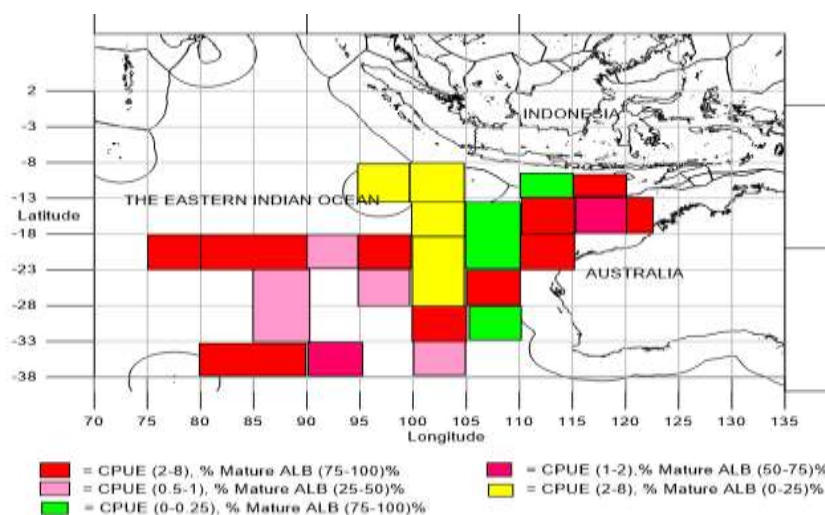 2
INDONESIA
-3
-8
-13
THE EASTERN INDIAN OCEAN
Latitude
-18
-23
AUSTRALIA
-28
-33
-38
70 75 80 85 90 95 100 105 110 115 120 125 130 135
Longitude
= CPUE (2-8), % Mature ALB (75-100)%
= CPUE (1-2),% Mature ALB (50-75)%
= CPUE (0.5-1), % Mature ALB (25-50)%
= CPUE (2-8), % Mature ALB (0-25)%
= CPUE (0-0.25), % Mature ALB (75-100)%